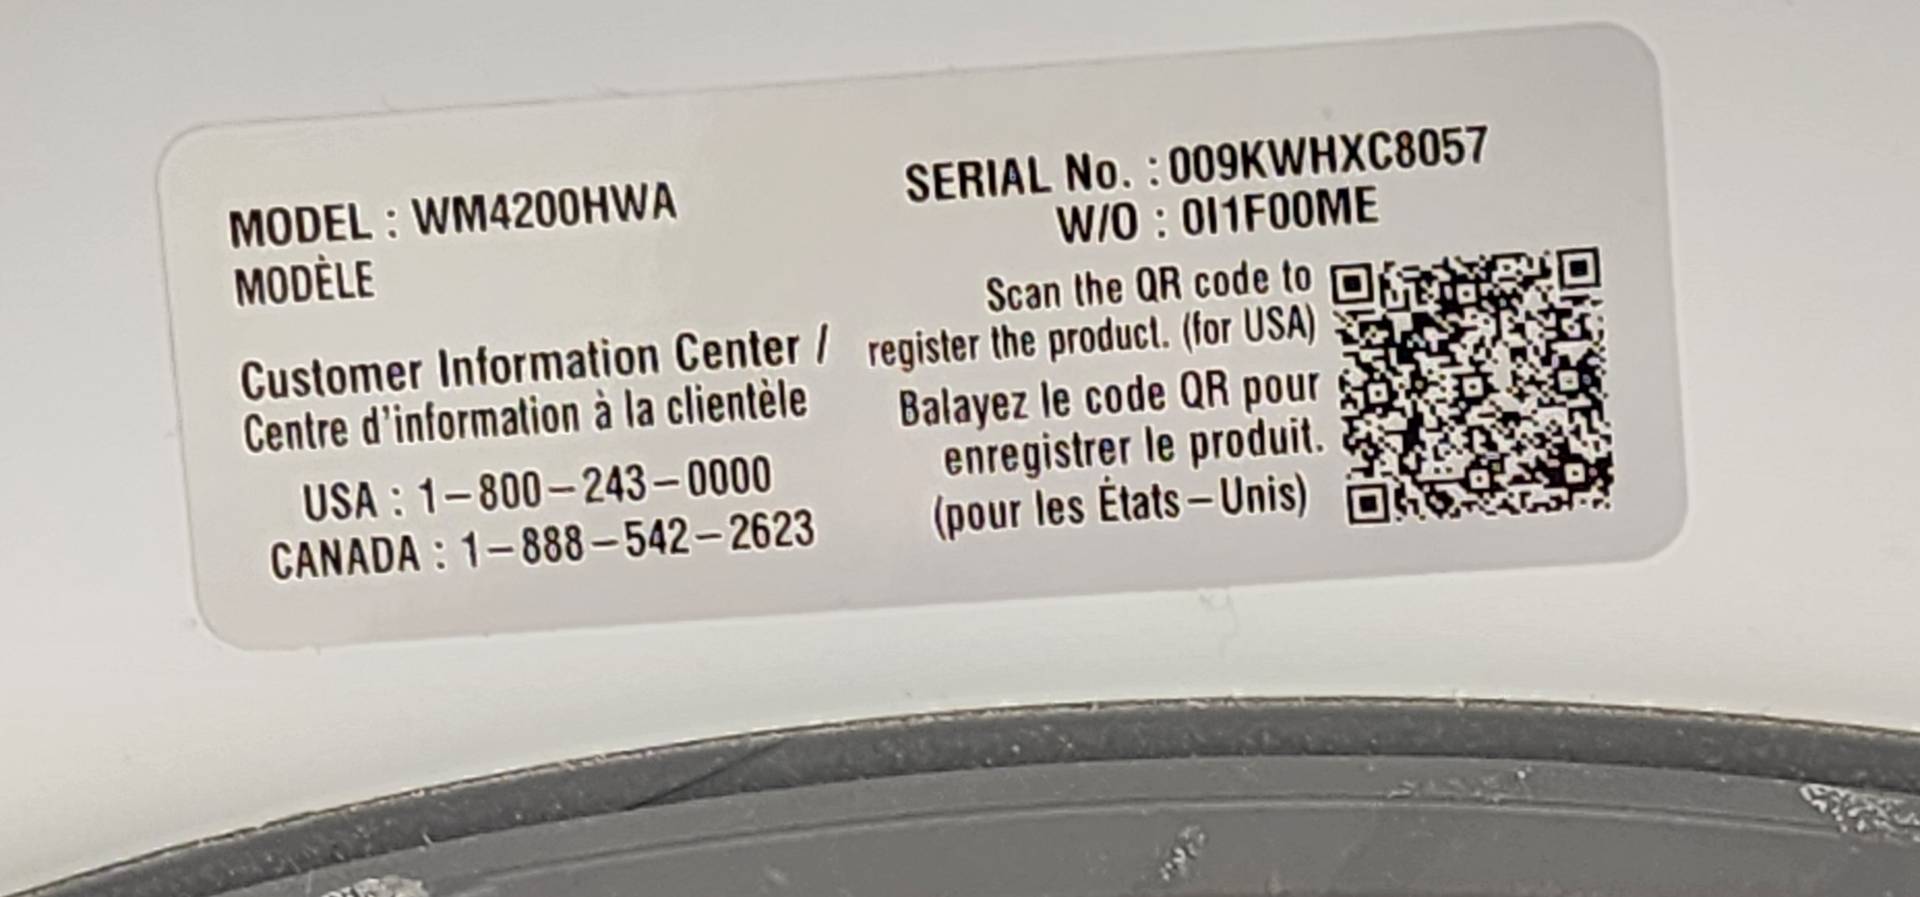 MODEL : WM4200HWA
MODÈLE
Customer Information Center /
Centre d'information à la clientèle
USA : 1-800-243-0000
CANADA : 1-888-542-2623
SERIAL No. : 009KWHXC8057
W/O : 0I1F00ME
Scan the QR code to
register the product. (for USA)
Balayez le code QR pour
enregistrer le produit.
(pour les États-Unis)